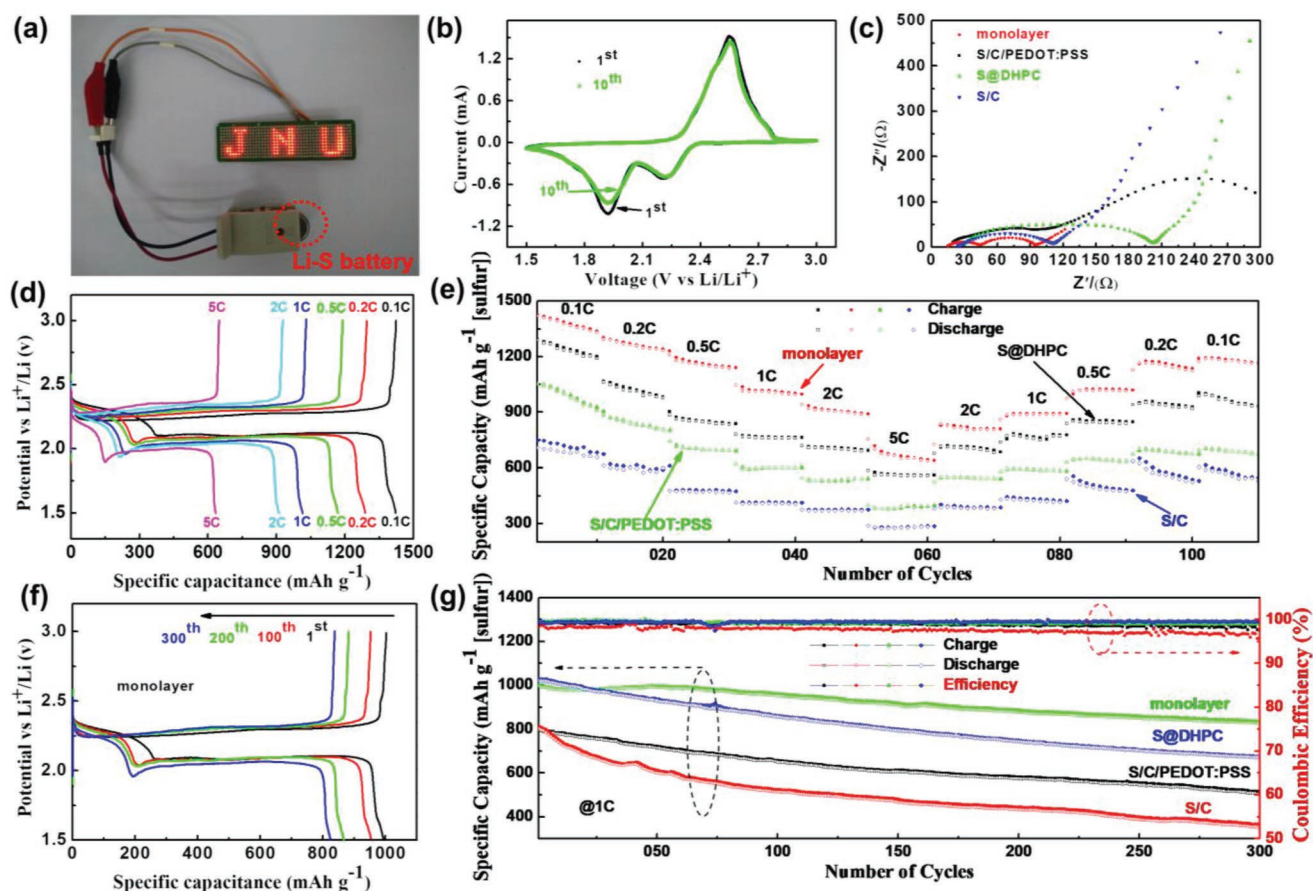 (a)
J N U
Li-S battery
(b)
1st
10th
10th
1st
Current (mA)
1.2
0.6
0.0
-0.6
-1.2
1.5 1.8 2.1 2.4 2.7 3.0
Voltage (V vs Li/Li+)
(c)
monolayer
S/C/PEDOT:PSS
S@DHPC
S/C
-Z″/(Ω)
500
400
300
200
100
0
0 30 60 90 120 150 180 210 240 270 300
Z′/(Ω)
(d)
5C 2C 1C 0.5C 0.2C 0.1C
Potential vs Li+/Li (v)
3.0
2.5
2.0
1.5
5C 2C 1C 0.5C 0.2C 0.1C
0 300 600 900 1200 1500
Specific capacitance (mAh g-1)
(e)
Specific Capacity (mAh g-1 [sulfur])
1500
1200
900
600
300
0.1C 0.2C 0.5C 1C 2C 5C 2C 1C 0.5C 0.2C 0.1C
Charge
Discharge
monolayer
S@DHPC
S/C/PEDOT:PSS
S/C
020 040 060 080 100
Number of Cycles
(f)
300th 200th 100th 1st
monolayer
Potential vs Li+/Li (v)
3.0
2.5
2.0
1.5
0 200 400 600 800 1000
Specific capacitance (mAh g-1)
(g)
Specific Capacity (mAh g-1 [sulfur])
1400
1300
1200
1000
800
600
400
Charge
Discharge
Efficiency
monolayer
S@DHPC
S/C/PEDOT:PSS
S/C
@1C
Coulombic Efficiency (%
100
95
90
85
80
75
70
65
60
55
50
050 100 150 200 250 300
Number of Cycles